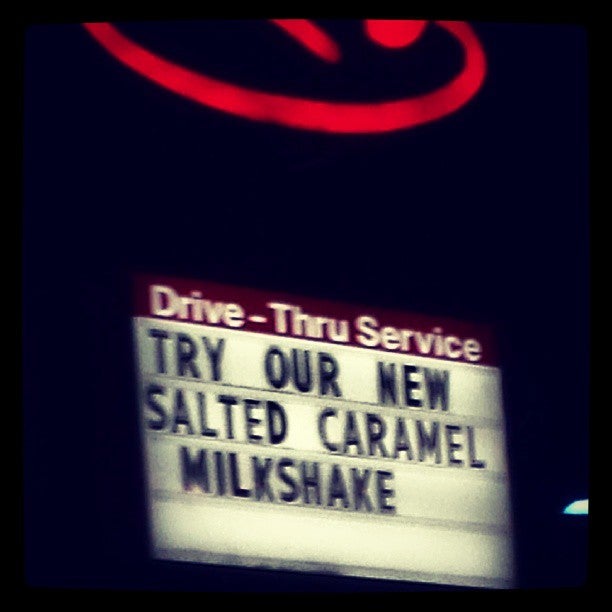 Drive-Thru Service
TRY OUR NEW
SALTED CARAMEL
MILKSHAKE